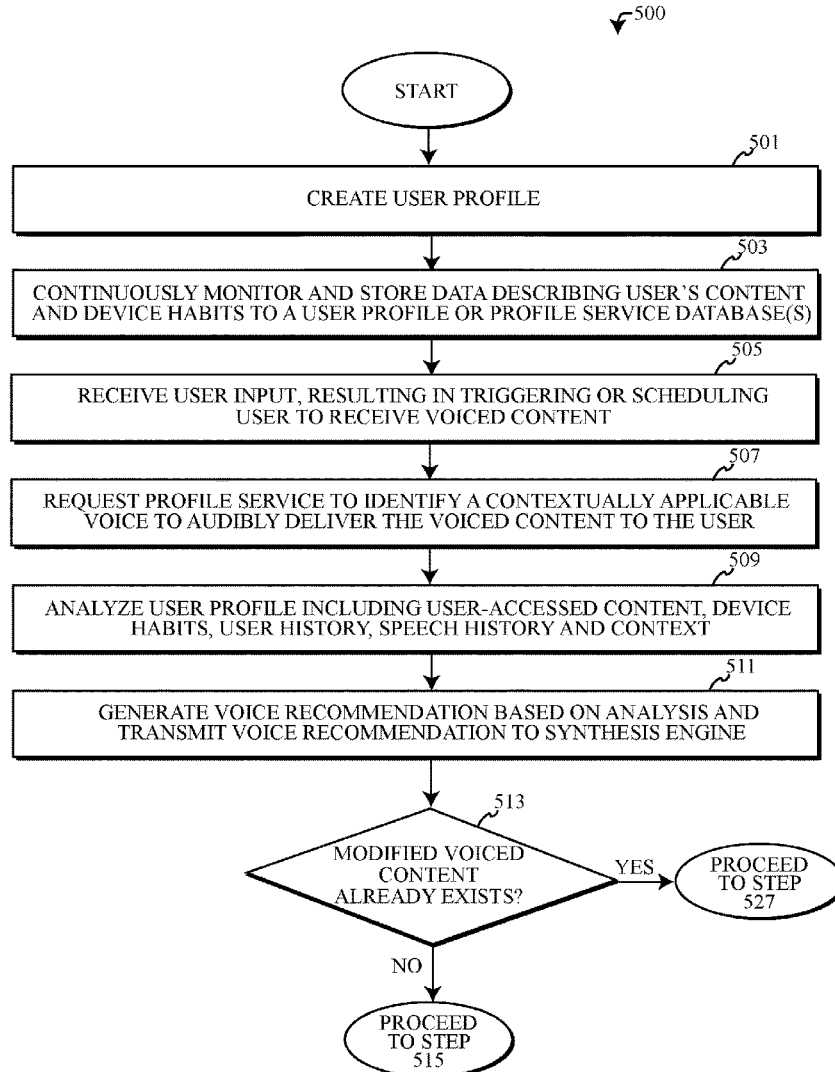 500
START
501
CREATE USER PROFILE
503
CONTINUOUSLY MONITOR AND STORE DATA DESCRIBING USER'S CONTENT
AND DEVICE HABITS TO A USER PROFILE OR PROFILE SERVICE DATABASE(S)
505
RECEIVE USER INPUT, RESULTING IN TRIGGERING OR SCHEDULING
USER TO RECEIVE VOICED CONTENT
507
REQUEST PROFILE SERVICE TO IDENTIFY A CONTEXTUALLY APPLICABLE
VOICE TO AUDIBLY DELIVER THE VOICED CONTENT TO THE USER
509
ANALYZE USER PROFILE INCLUDING USER-ACCESSED CONTENT, DEVICE
HABITS, USER HISTORY, SPEECH HISTORY AND CONTEXT
511
GENERATE VOICE RECOMMENDATION BASED ON ANALYSIS AND
TRANSMIT VOICE RECOMMENDATION TO SYNTHESIS ENGINE
513
MODIFIED VOICED
CONTENT
ALREADY EXISTS?
YES
PROCEED
TO STEP
527
NO
PROCEED
TO STEP
515